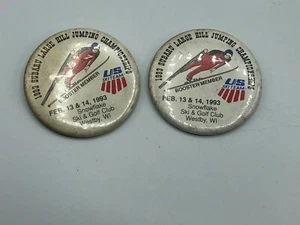 1993 SUBARU LARGE HILL JUMPING CHAMPIONSHIPS
BOOSTER MEMBER
US
SKI TEAM
FEB. 13 & 14, 1993
Snowflake
Ski & Golf Club
Westby, WI
1993 SUBARU LARGE HILL JUMPING CHAMPIONSHIPS
BOOSTER MEMBER
US
SKI TEAM
FEB. 13 & 14, 1993
Snowflake
Ski & Golf Club
Westby, WI